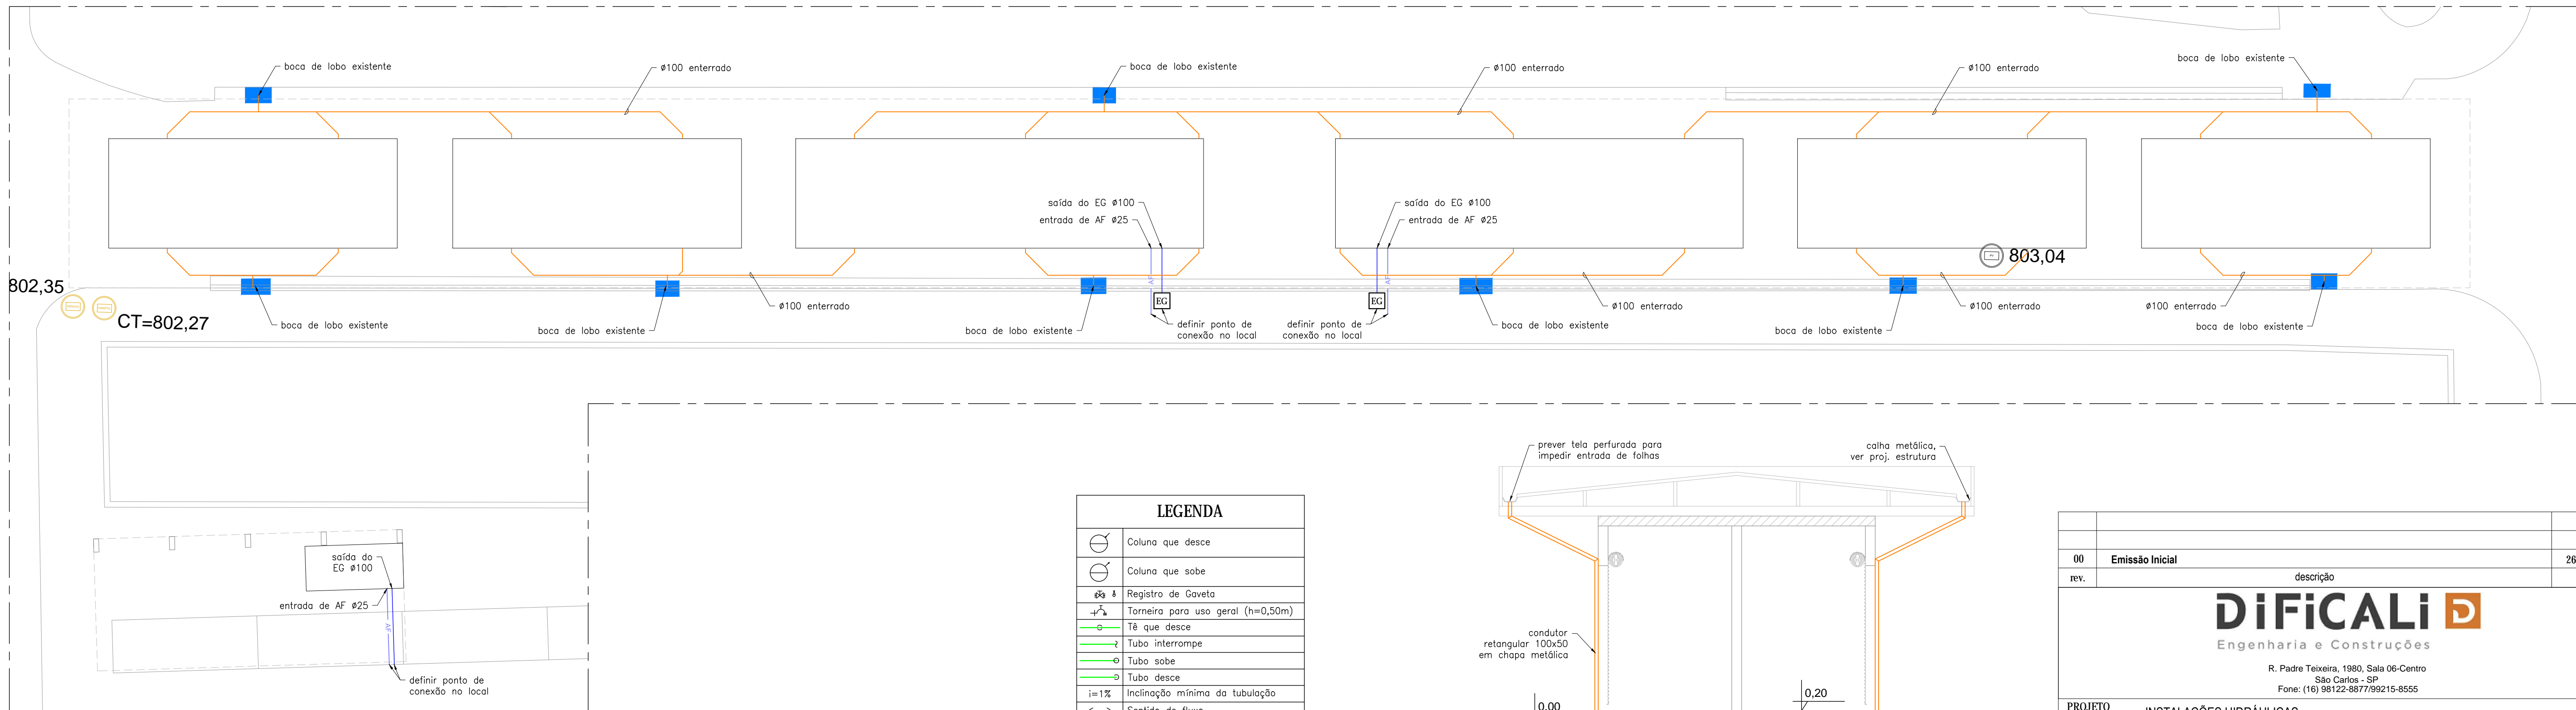 boca de lobo existente
ø100 enterrado
boca de lobo existente
ø100 enterrado
ø100 enterrado
boca de lobo existente
saída do EG ø100
entrada de AF ø25
saída do EG ø100
entrada de AF ø25
803,04
802,35
CT=802,27
AF
AF
EG
EG
boca de lobo existente
boca de lobo existente
ø100 enterrado
boca de lobo existente
definir ponto de
conexão no local
definir ponto de
conexão no local
boca de lobo existente
ø100 enterrado
boca de lobo existente
ø100 enterrado
ø100 enterrado
boca de lobo existente
saída do
EG ø100
entrada de AF ø25
AF
definir ponto de
conexão no local
LEGENDA
Coluna que desce
Coluna que sobe
Registro de Gaveta
Torneira para uso geral (h=0,50m)
Tê que desce
Tubo interrompe
Tubo sobe
Tubo desce
i=1% Inclinação mínima da tubulação
Sentido do fluxo
prever tela perfurada para
impedir entrada de folhas
calha metálica,
ver proj. estrutura
condutor
retangular 100x50
em chapa metálica
0,00
0,20
00 Emissão Inicial 26
rev. descrição
DiFiCALi D
Engenharia e Construções
R. Padre Teixeira, 1980, Sala 06-Centro
São Carlos - SP
Fone: (16) 98122-8877/99215-8555
PROJETO
INSTALAÇÕES HIDRÁULICAS